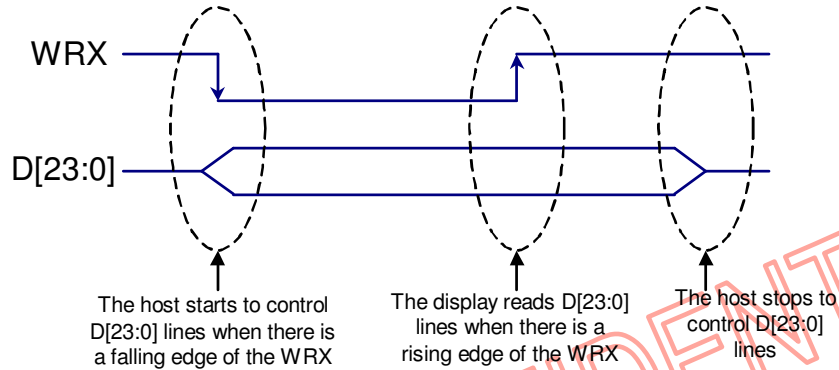 WRX
D[23:0]
The host starts to control
D[23:0] lines when there is
a falling edge of the WRX
The display reads D[23:0]
lines when there is a
rising edge of the WRX
The host stops to
control D[23:0]
lines